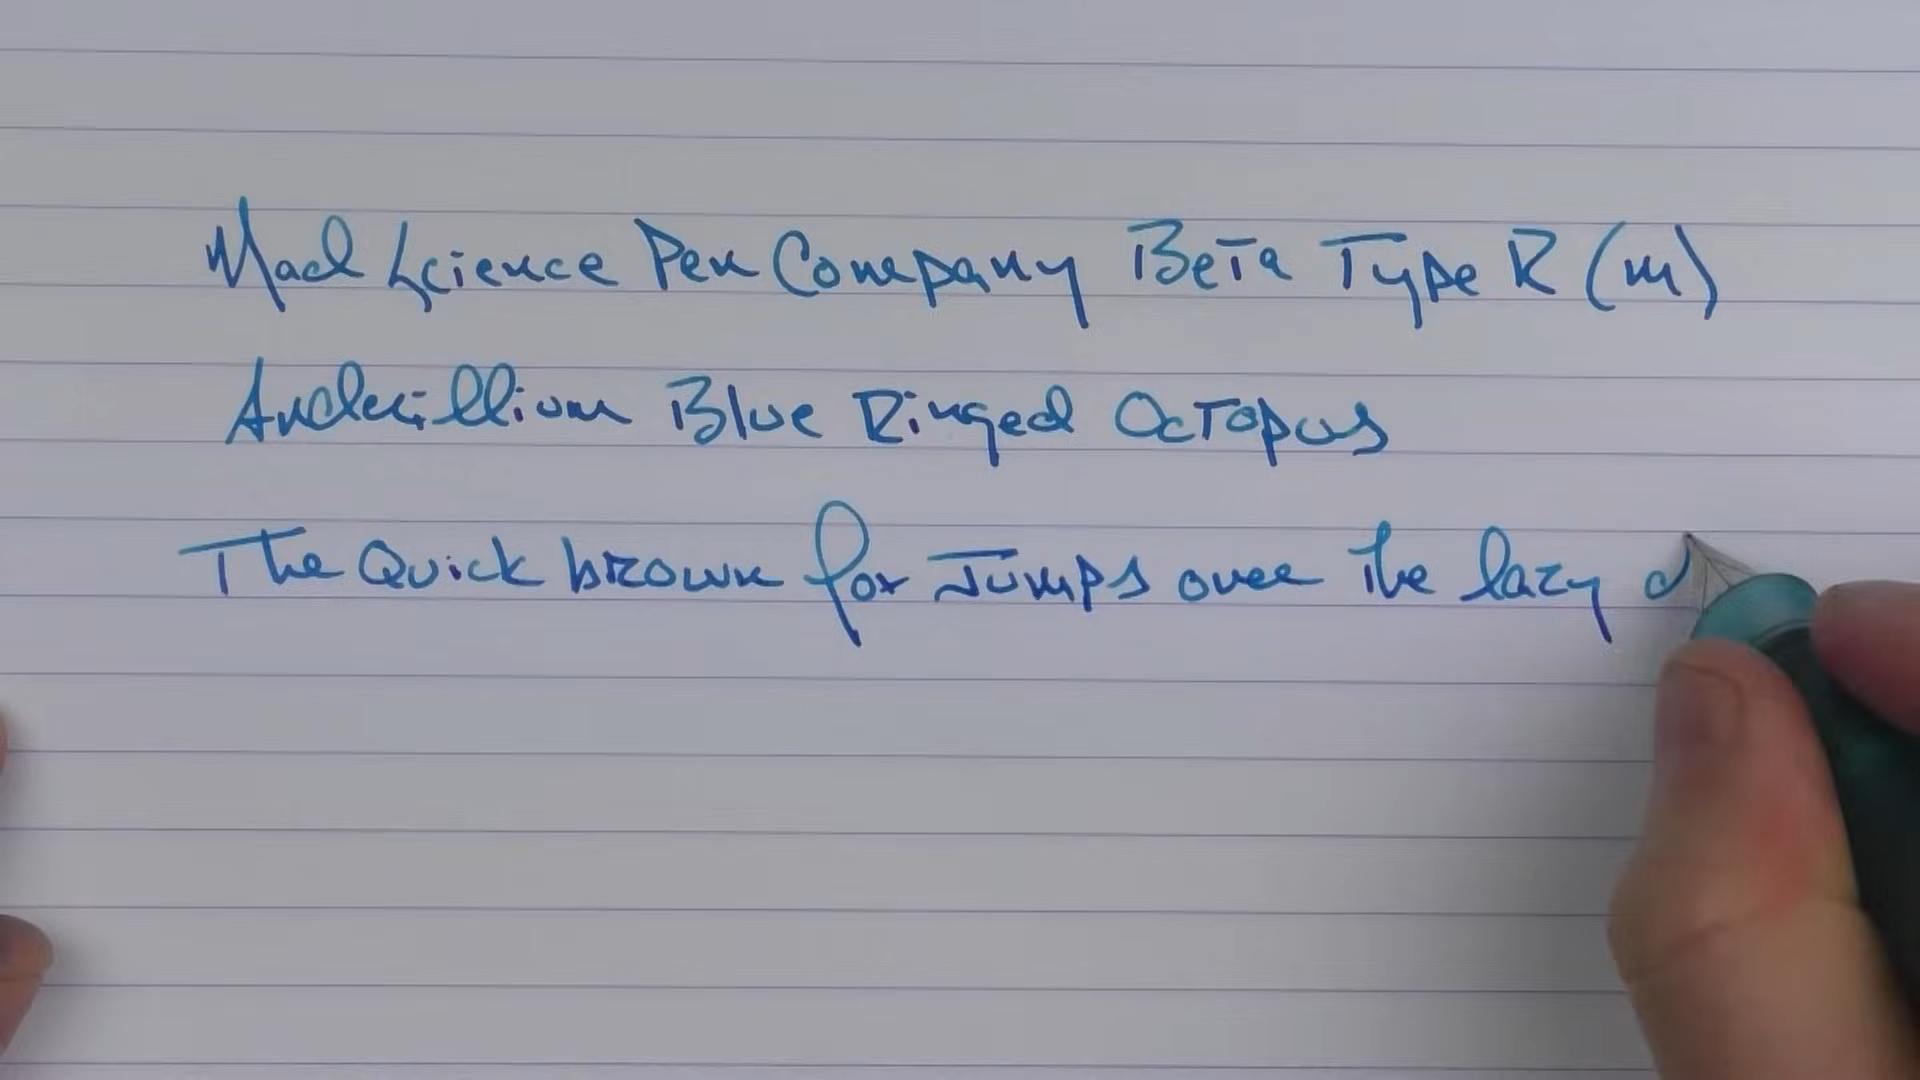 Mad Science Pen Company Beta Type R (m)
Anderillium Blue Ringed Octopus
The Quick brown fox Jumps over The lazy d